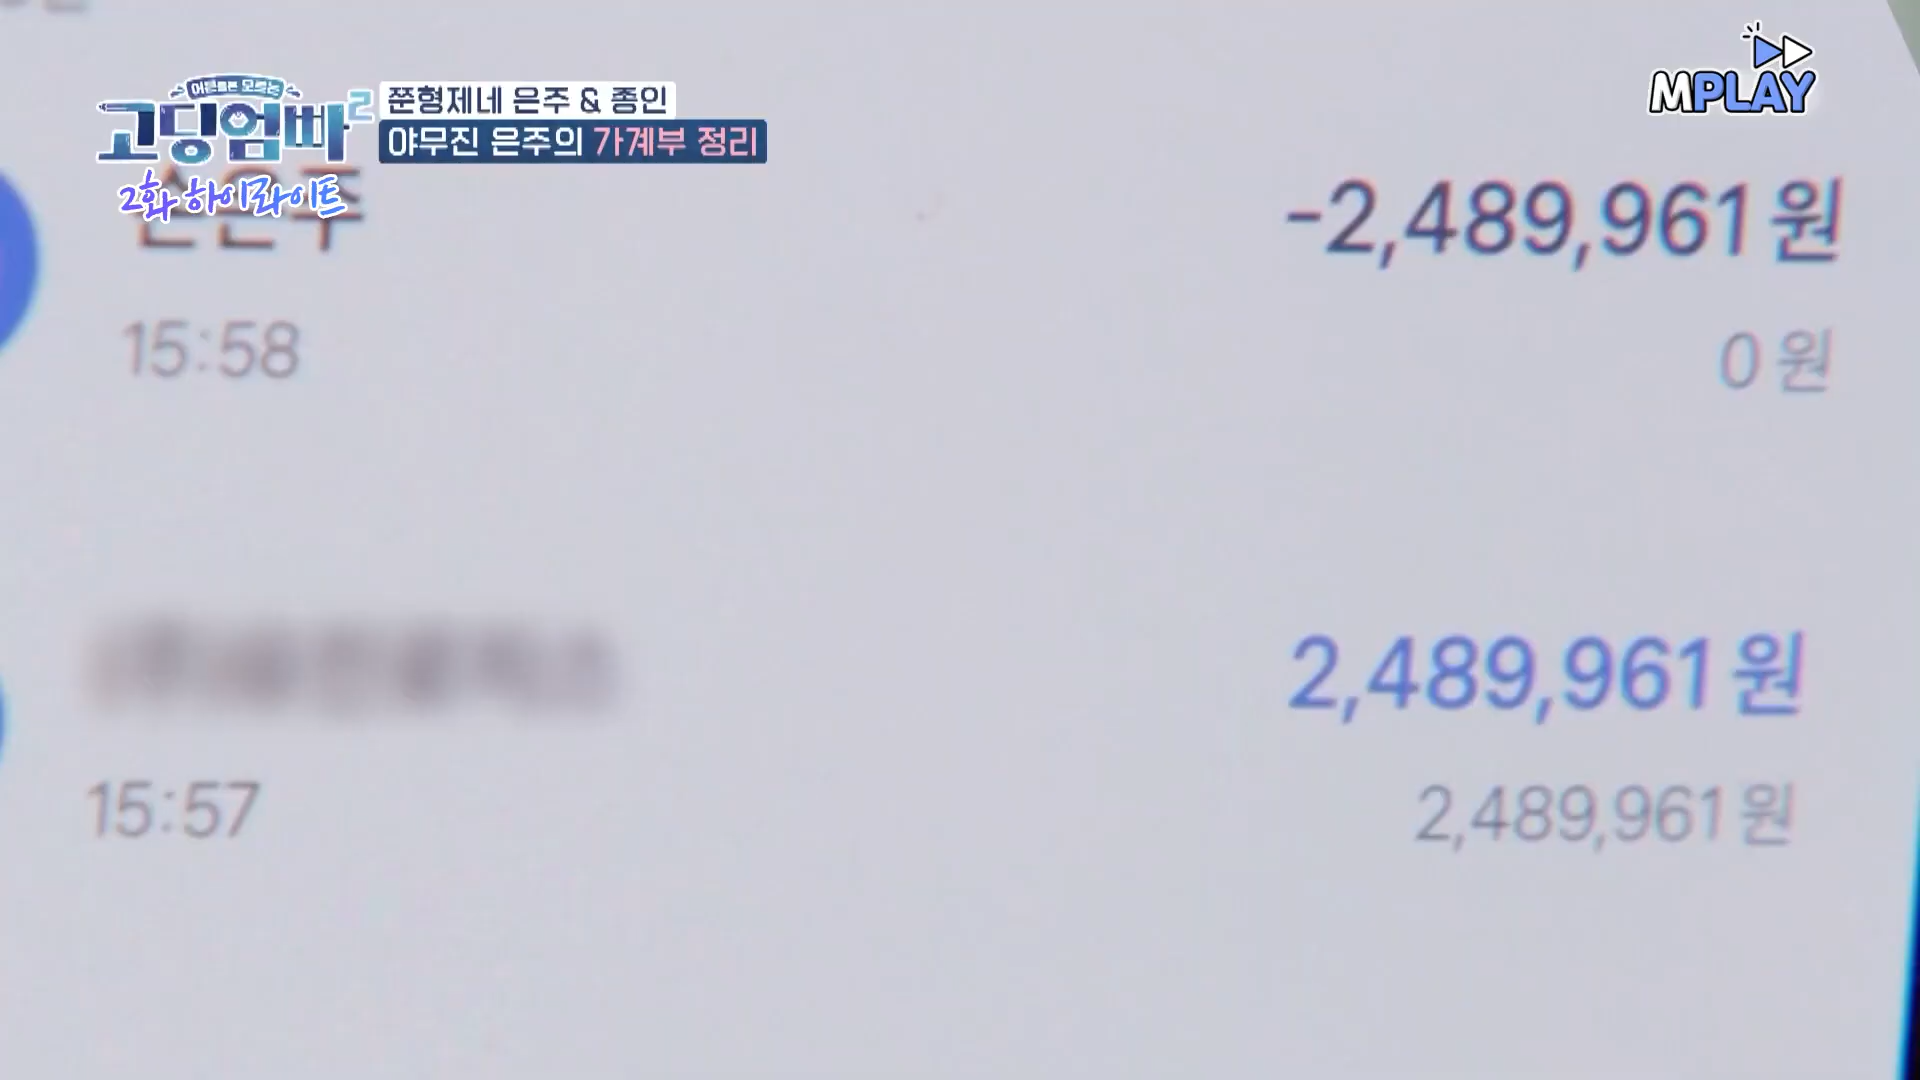 어른들은 모르는
고딩엄빠2
2화 하이라이트
쭌형제네 은주 & 종인
야무진 은주의 가계부 정리
MPLAY
손은주
-2,489,961원
15:58
0원
2,489,961원
15:57
2,489,961원